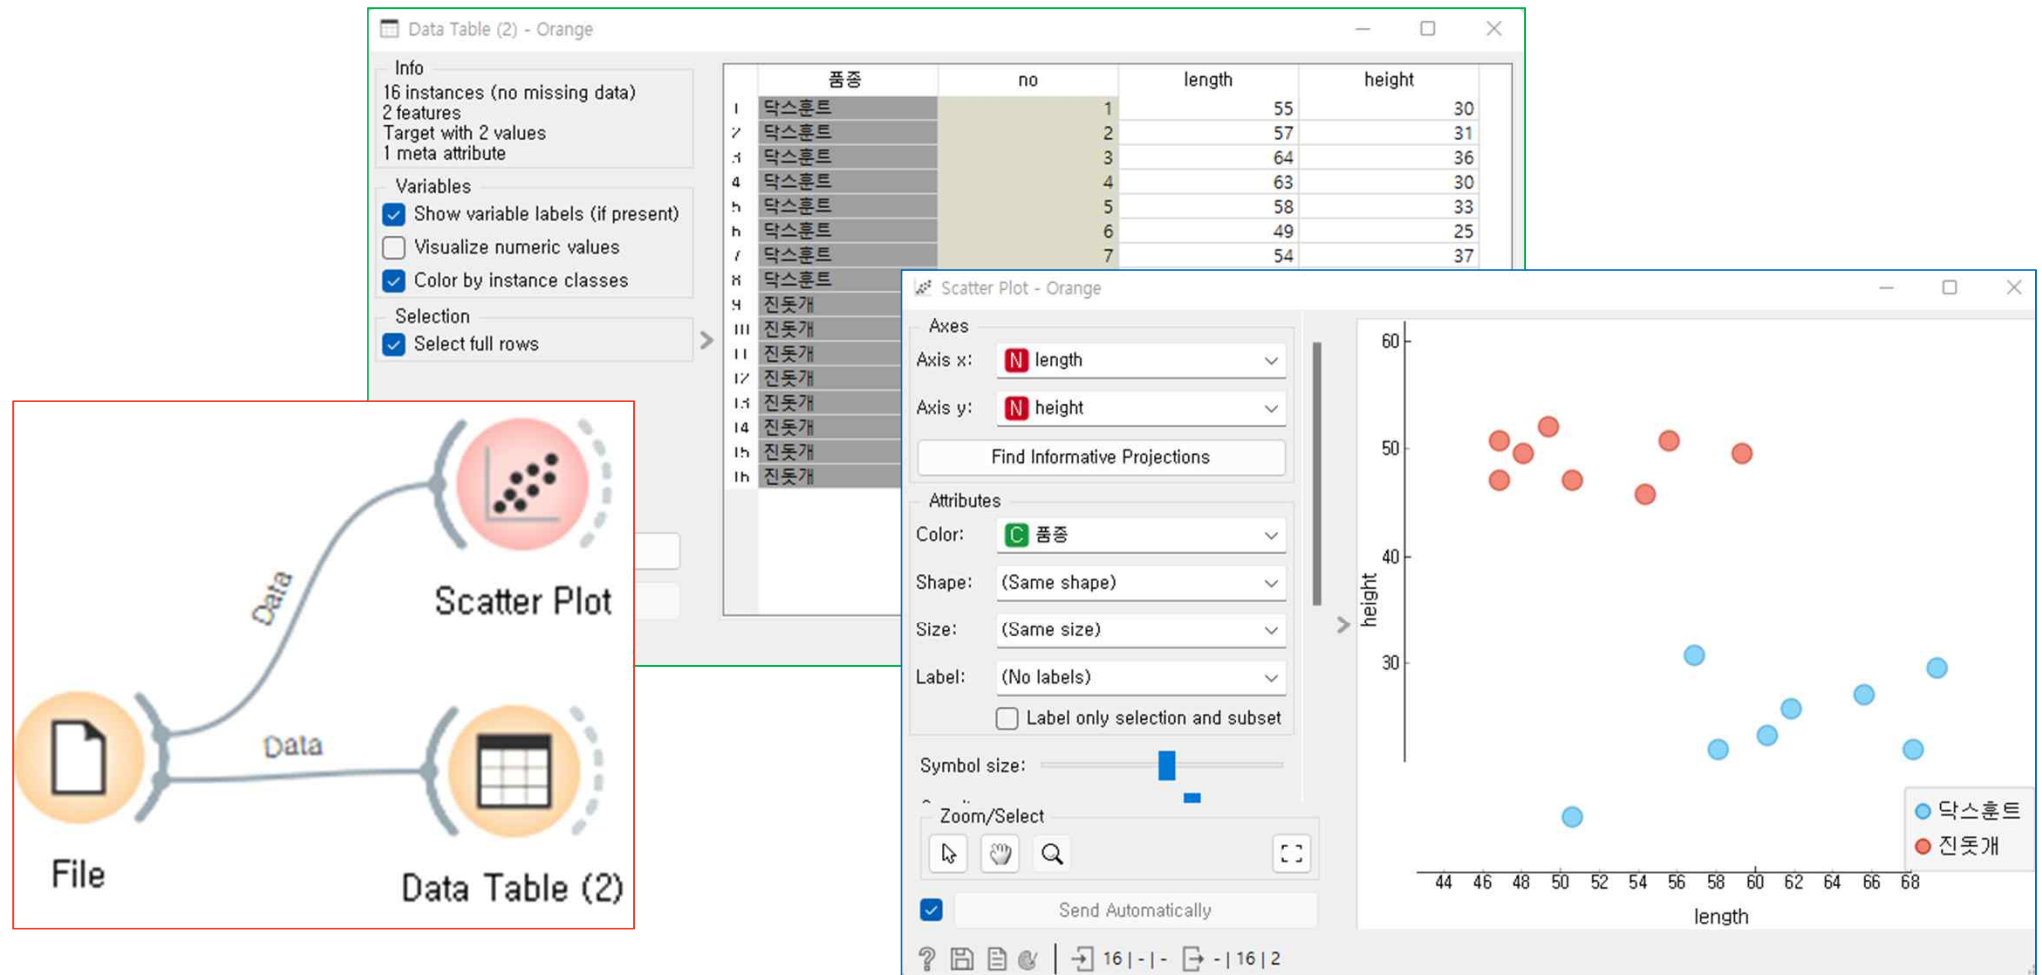 Data Table (2) - Orange
Info
16 instances (no missing data)
2 features
Target with 2 values
1 meta attribute
Variables
Show variable labels (if present)
Visualize numeric values
Color by instance classes
Selection
Select full rows
품종 no length height
1 닥스훈트 1 55 30
2 닥스훈트 2 57 31
3 닥스훈트 3 64 36
4 닥스훈트 4 63 30
5 닥스훈트 5 58 33
6 닥스훈트 6 49 25
7 닥스훈트 7 54 37
8 닥스훈트
9 진돗개
10 진돗개
11 진돗개
12 진돗개
13 진돗개
14 진돗개
15 진돗개
16 진돗개
Data
Scatter Plot
Data
File
Data Table (2)
Scatter Plot - Orange
Axes
Axis x: N length
Axis y: N height
Find Informative Projections
Attributes
Color: C 품종
Shape: (Same shape)
Size: (Same size)
Label: (No labels)
Label only selection and subset
Symbol size:
Zoom/Select
Send Automatically
16 | - | - - | 16 | 2
60
50
40
30
height
닥스훈트
진돗개
44 46 48 50 52 54 56 58 60 62 64 66 68
length